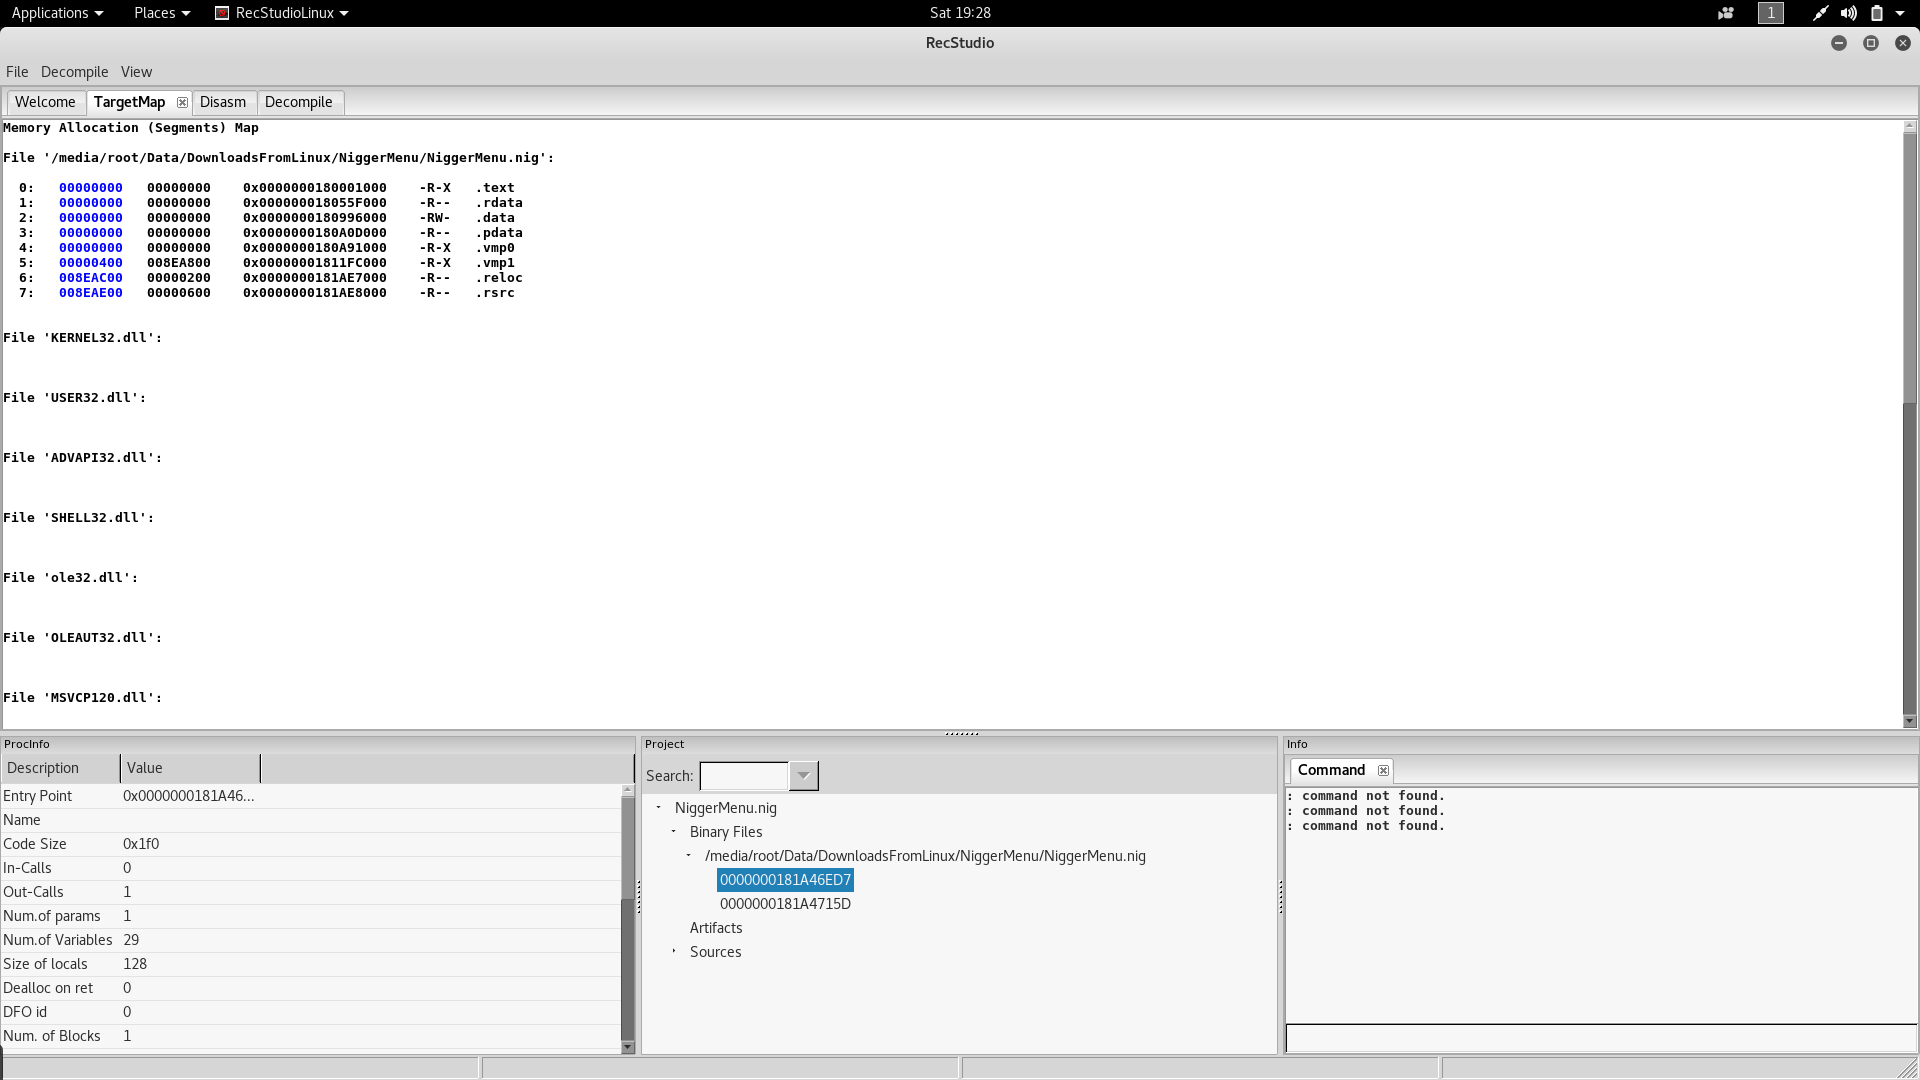 Applications Places RecStudioLinux Sat 19:28 1
RecStudio
File Decompile View
Welcome TargetMap Disasm Decompile
Memory Allocation (Segments) Map
File '/media/root/Data/DownloadsFromLinux/NiggerMenu/NiggerMenu.nig':
0: 00000000 00000000 0x0000000180001000 -R-X .text
1: 00000000 00000000 0x000000018055F000 -R-- .rdata
2: 00000000 00000000 0x0000000180996000 -RW- .data
3: 00000000 00000000 0x0000000180A0D000 -R-- .pdata
4: 00000000 00000000 0x0000000180A91000 -R-X .vmp0
5: 00000400 008EA800 0x00000001811FC000 -R-X .vmp1
6: 008EAC00 00000200 0x0000000181AE7000 -R-- .reloc
7: 008EAE00 00000600 0x0000000181AE8000 -R-- .rsrc
File 'KERNEL32.dll':
File 'USER32.dll':
File 'ADVAPI32.dll':
File 'SHELL32.dll':
File 'ole32.dll':
File 'OLEAUT32.dll':
File 'MSVCP120.dll':
ProcInfo
Description Value
Entry Point 0x0000000181A46...
Name
Code Size 0x1f0
In-Calls 0
Out-Calls 1
Num.of params 1
Num.of Variables 29
Size of locals 128
Dealloc on ret 0
DFO id 0
Num. of Blocks 1
Project
Search:
NiggerMenu.nig
Binary Files
/media/root/Data/DownloadsFromLinux/NiggerMenu/NiggerMenu.nig
0000000181A46ED7
0000000181A4715D
Artifacts
Sources
Info
Command
: command not found.
: command not found.
: command not found.